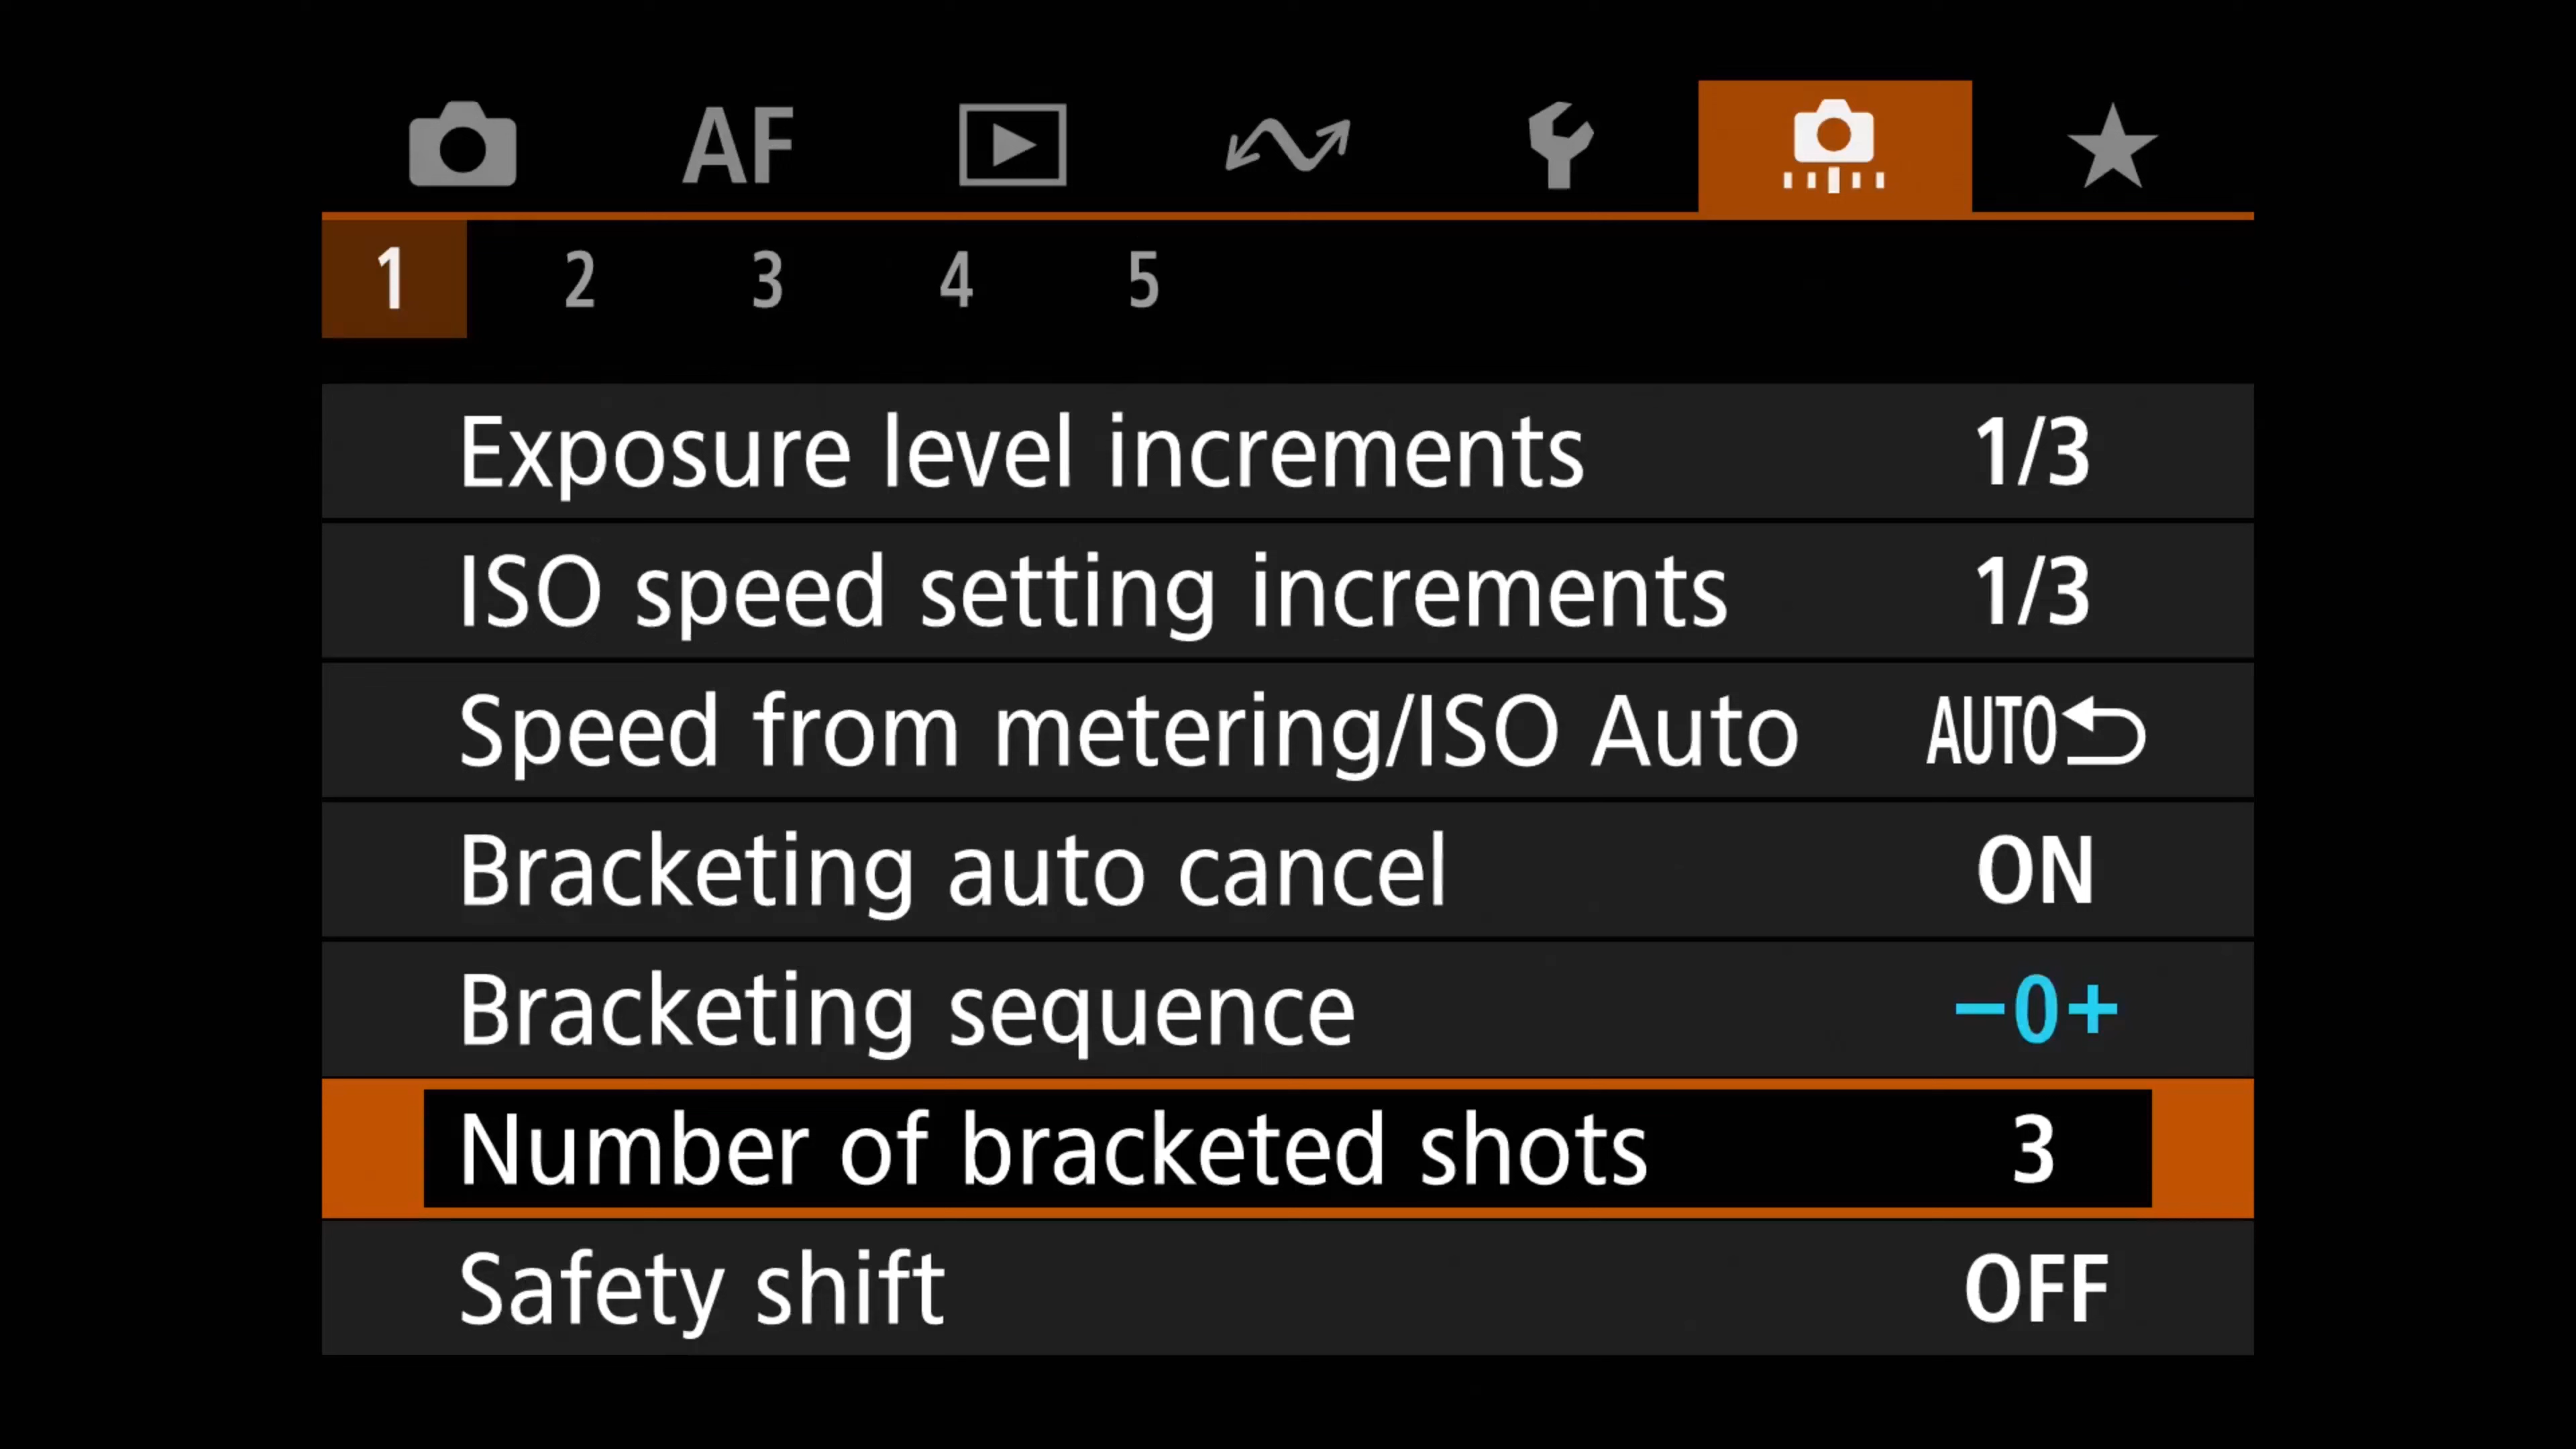 AF
1 2 3 4 5
Exposure level increments 1/3
ISO speed setting increments 1/3
Speed from metering/ISO Auto AUTO
Bracketing auto cancel ON
Bracketing sequence −0+
Number of bracketed shots 3
Safety shift OFF